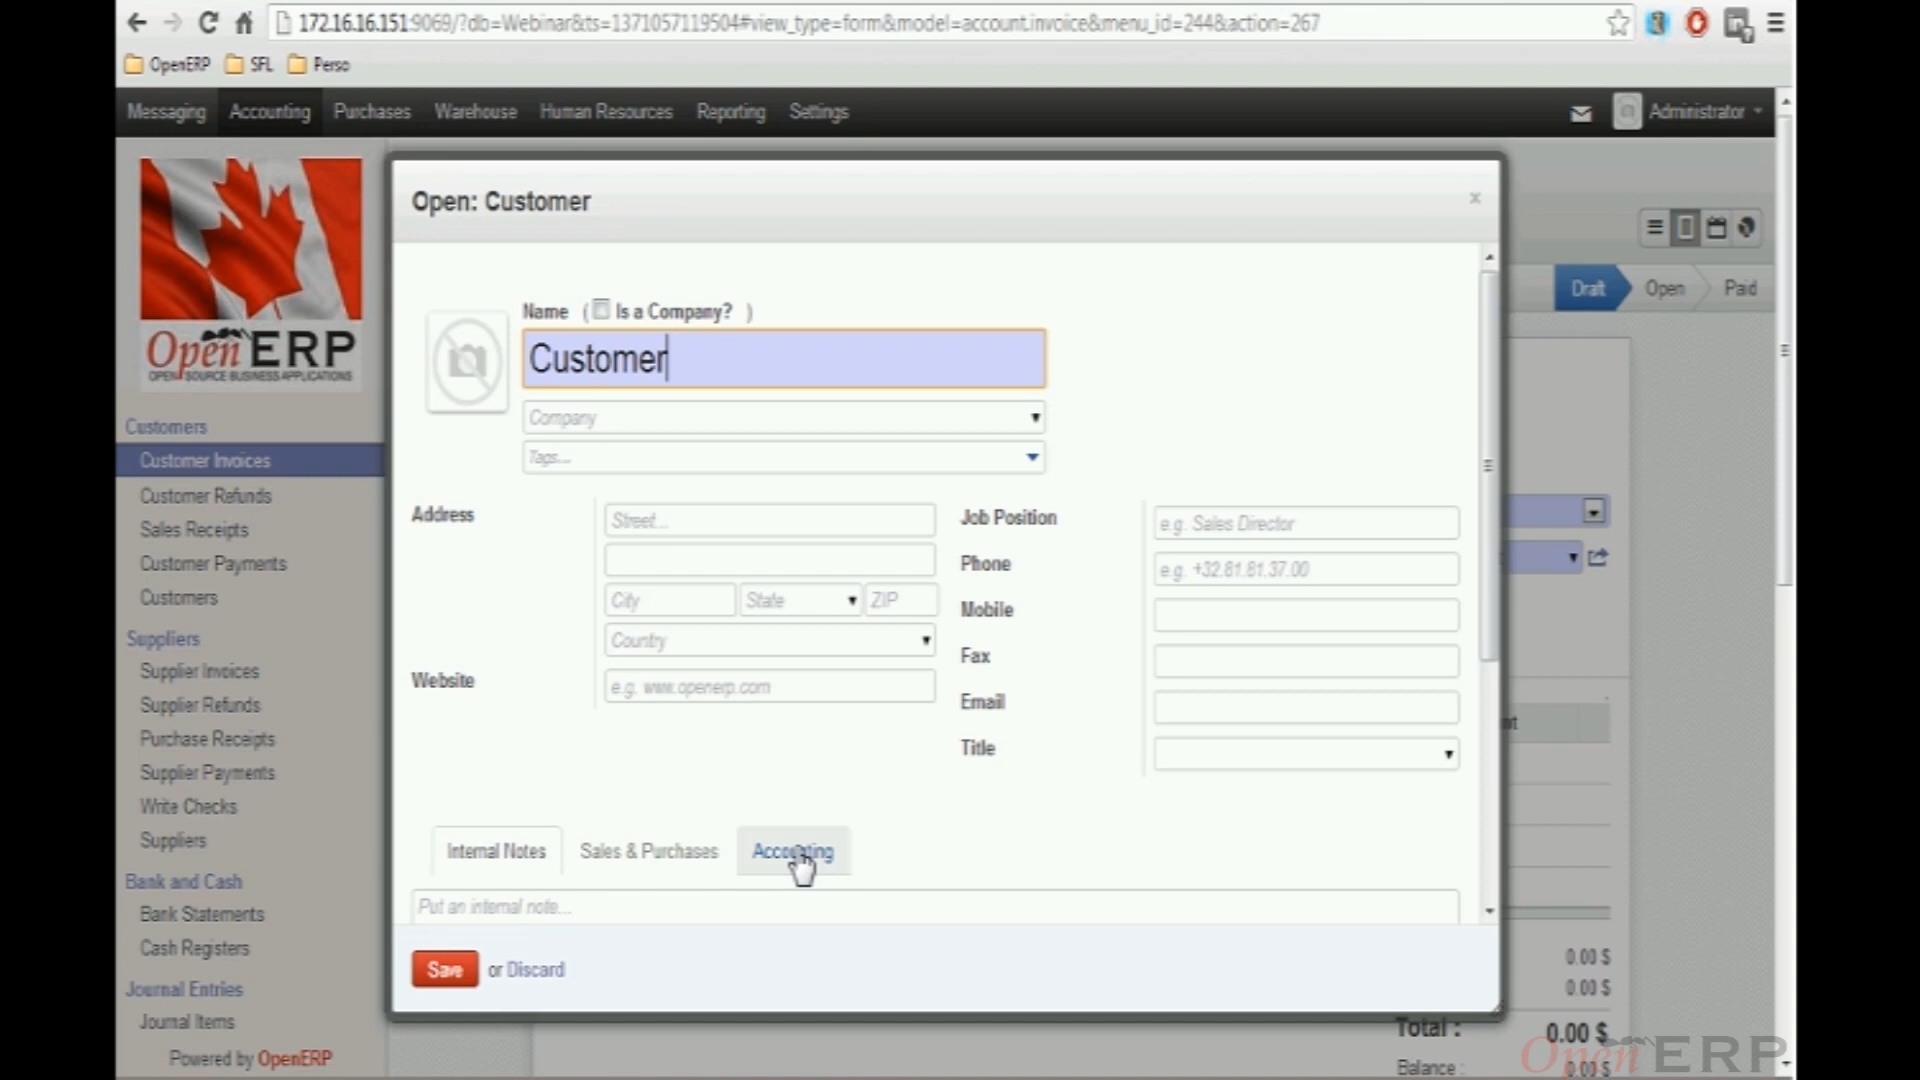 172.16.16.151:9069/?db=Webinar&ts=1371057119504#view_type=form&model=account.invoice&menu_id=244&action=267
OpenERP SFL Perso
Messaging Accounting Purchases Warehouse Human Resources Reporting Settings Administrator
Open: Customer
Draft Open Paid
Name ( Is a Company? )
Customer
Company
Tags...
Address
Street...
City State ZIP
Country
Website
e.g. www.openerp.com
Job Position
e.g. Sales Director
Phone
e.g. +32.81.81.37.00
Mobile
Fax
Email
Title
Internal Notes Sales & Purchases Accounting
Put an internal note...
Save or Discard
OpenERP
OPEN SOURCE BUSINESS APPLICATIONS
Customers
Customer Invoices
Customer Refunds
Sales Receipts
Customer Payments
Customers
Suppliers
Supplier Invoices
Supplier Refunds
Purchase Receipts
Supplier Payments
Write Checks
Suppliers
Bank and Cash
Bank Statements
Cash Registers
Journal Entries
Journal Items
Powered by OpenERP
0.00 $
0.00 $
Total : 0.00 $
Balance : 0.00 $
OpenERP